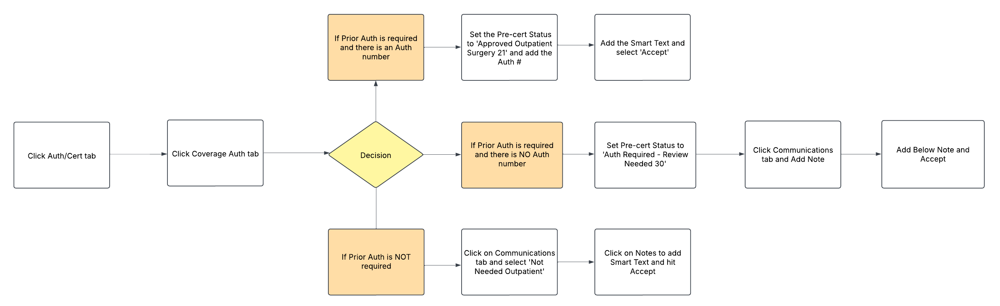 If Prior Auth is required
and there is an Auth
number
Set the Pre-cert Status
to 'Approved Outpatient
Surgery 21' and add the
Auth #
Add the Smart Text and
select 'Accept'
Click Auth/Cert tab
Click Coverage Auth tab
Decision
If Prior Auth is required
and there is NO Auth
number
Set Pre-cert Status to
'Auth Required - Review
Needed 30'
Click Communications
tab and Add Note
Add Below Note and
Accept
If Prior Auth is NOT
required
Click on Communications
tab and select 'Not
Needed Outpatient'
Click on Notes to add
Smart Text and hit
Accept